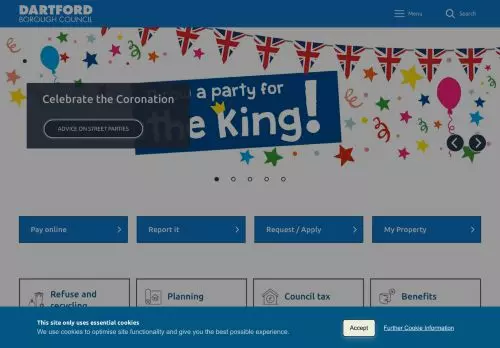 DARTFORD
BOROUGH COUNCIL
Menu
Search
Celebrate the Coronation
ADVICE ON STREET PARTIES
a party for
the king!
Pay online
Report it
Request / Apply
My Property
Refuse and
recycling
Planning
Council tax
Benefits
This site only uses essential cookies
We use cookies to optimise site functionality and give you the best possible experience.
Accept
Further Cookie Information